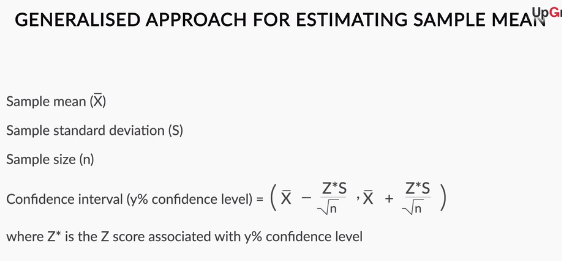 GENERALISED APPROACH FOR ESTIMATING SAMPLE MEAN
UpGr
Sample mean (X̅)
Sample standard deviation (S)
Sample size (n)
Confidence interval (y% confidence level) = ( X̅ − Z*S/√n , X̅ + Z*S/√n )
where Z* is the Z score associated with y% confidence level